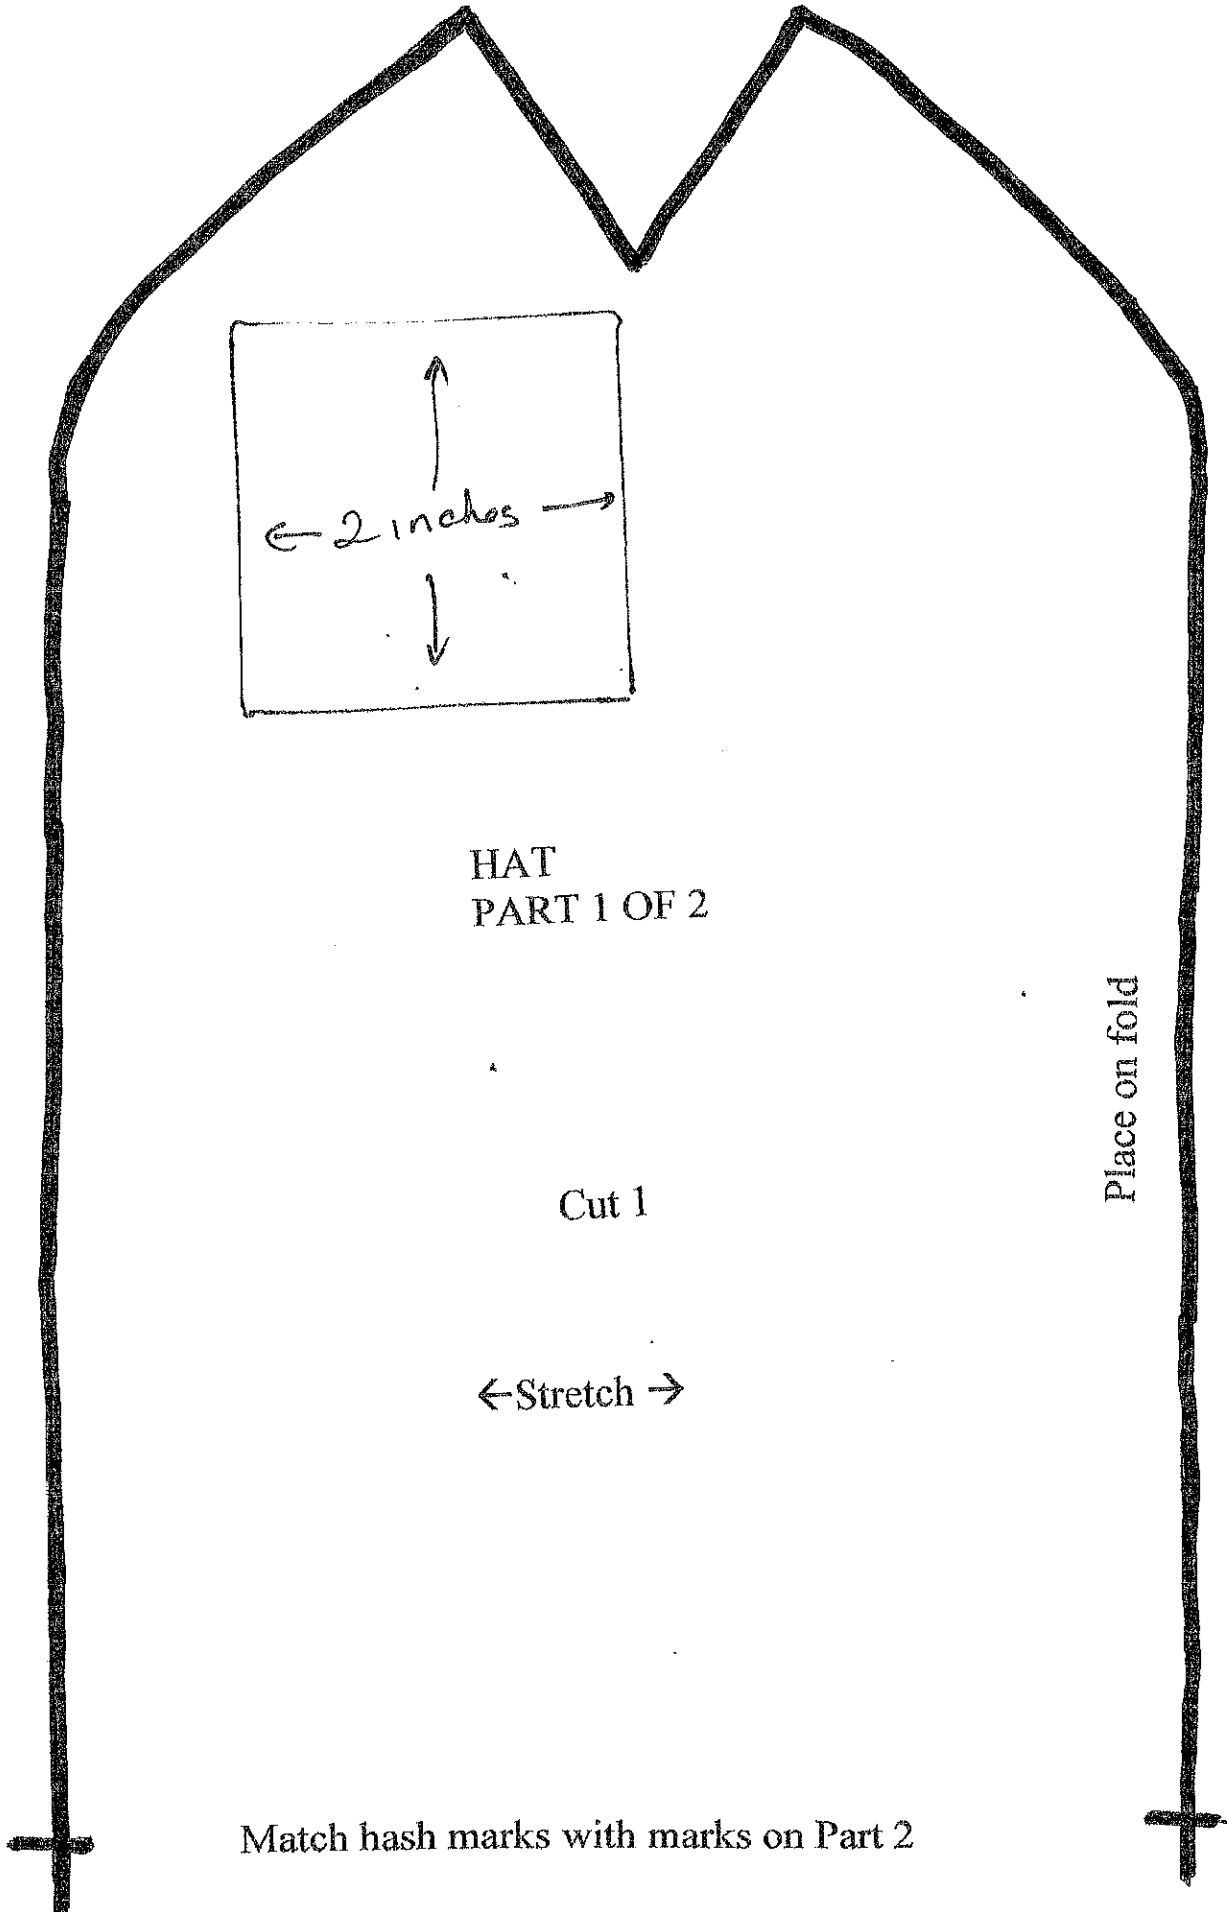 ←2 inches→
HAT
PART 1 OF 2
Place on fold
Cut 1
←Stretch→
Match hash marks with marks on Part 2